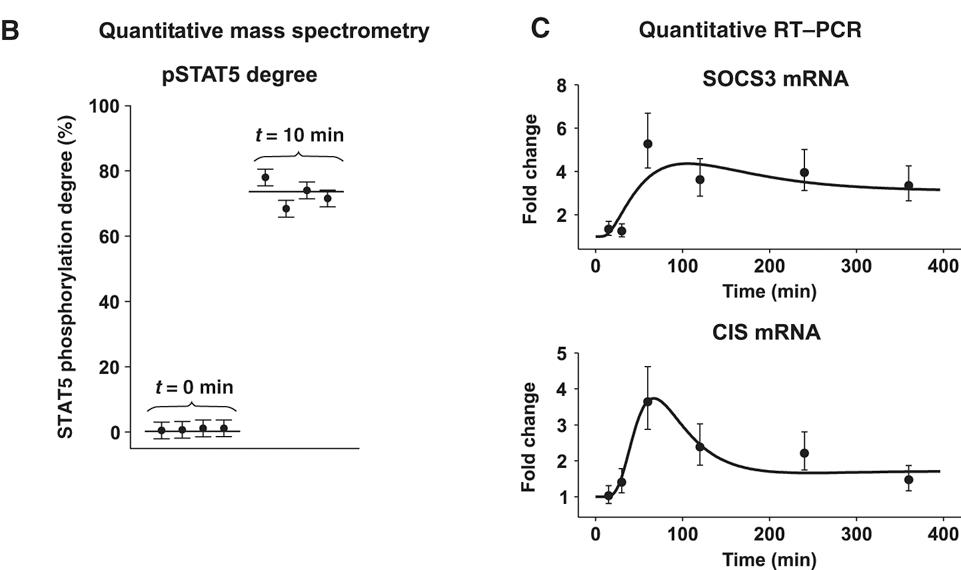 B
Quantitative mass spectrometry
pSTAT5 degree
STAT5 phosphorylation degree (%)
100
80
60
40
20
0
t = 10 min
t = 0 min
C
Quantitative RT–PCR
SOCS3 mRNA
Fold change
8
6
4
2
0 100 200 300 400
Time (min)
CIS mRNA
Fold change
5
4
3
2
1
0 100 200 300 400
Time (min)